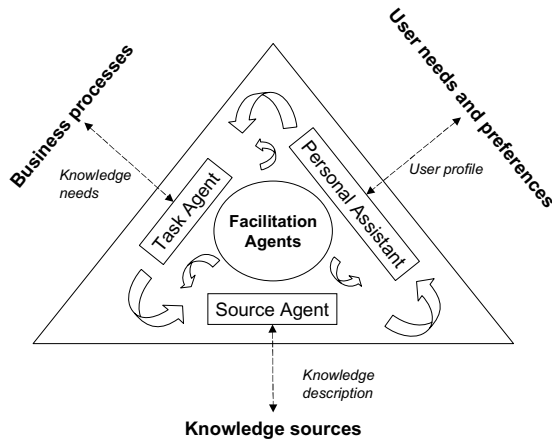 Business processes
User needs and preferences
Knowledge
needs
User profile
Task Agent
Personal Assistant
Facilitation
Agents
Source Agent
Knowledge
description
Knowledge sources